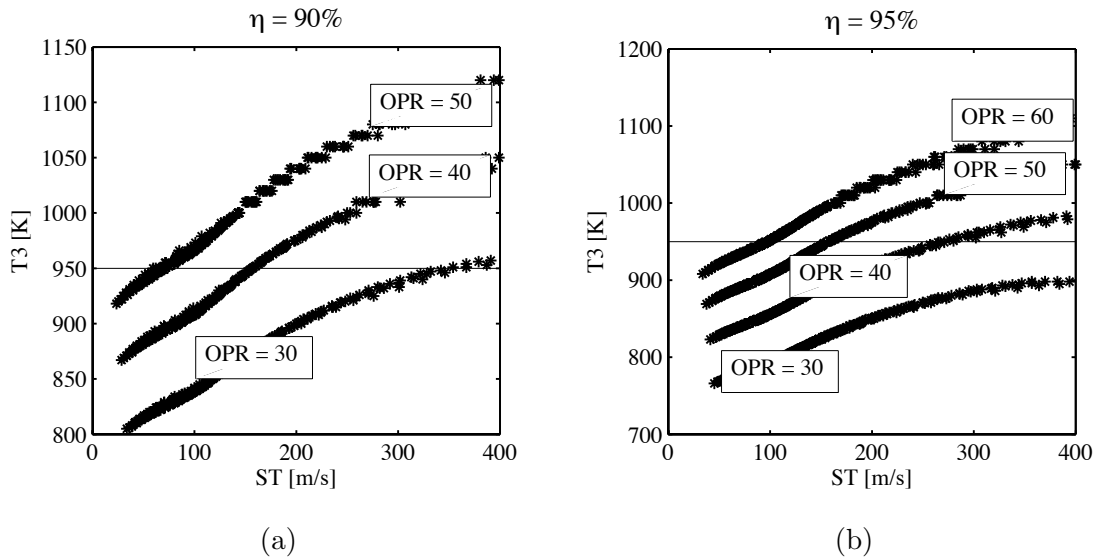 η = 90%
1150
1100
1050
1000
950
900
850
800
T3 [K]
OPR = 50
OPR = 40
OPR = 30
0
100
200
300
400
ST [m/s]
(a)
η = 95%
1200
1100
1000
900
800
700
T3 [K]
OPR = 60
OPR = 50
OPR = 40
OPR = 30
0
100
200
300
400
ST [m/s]
(b)